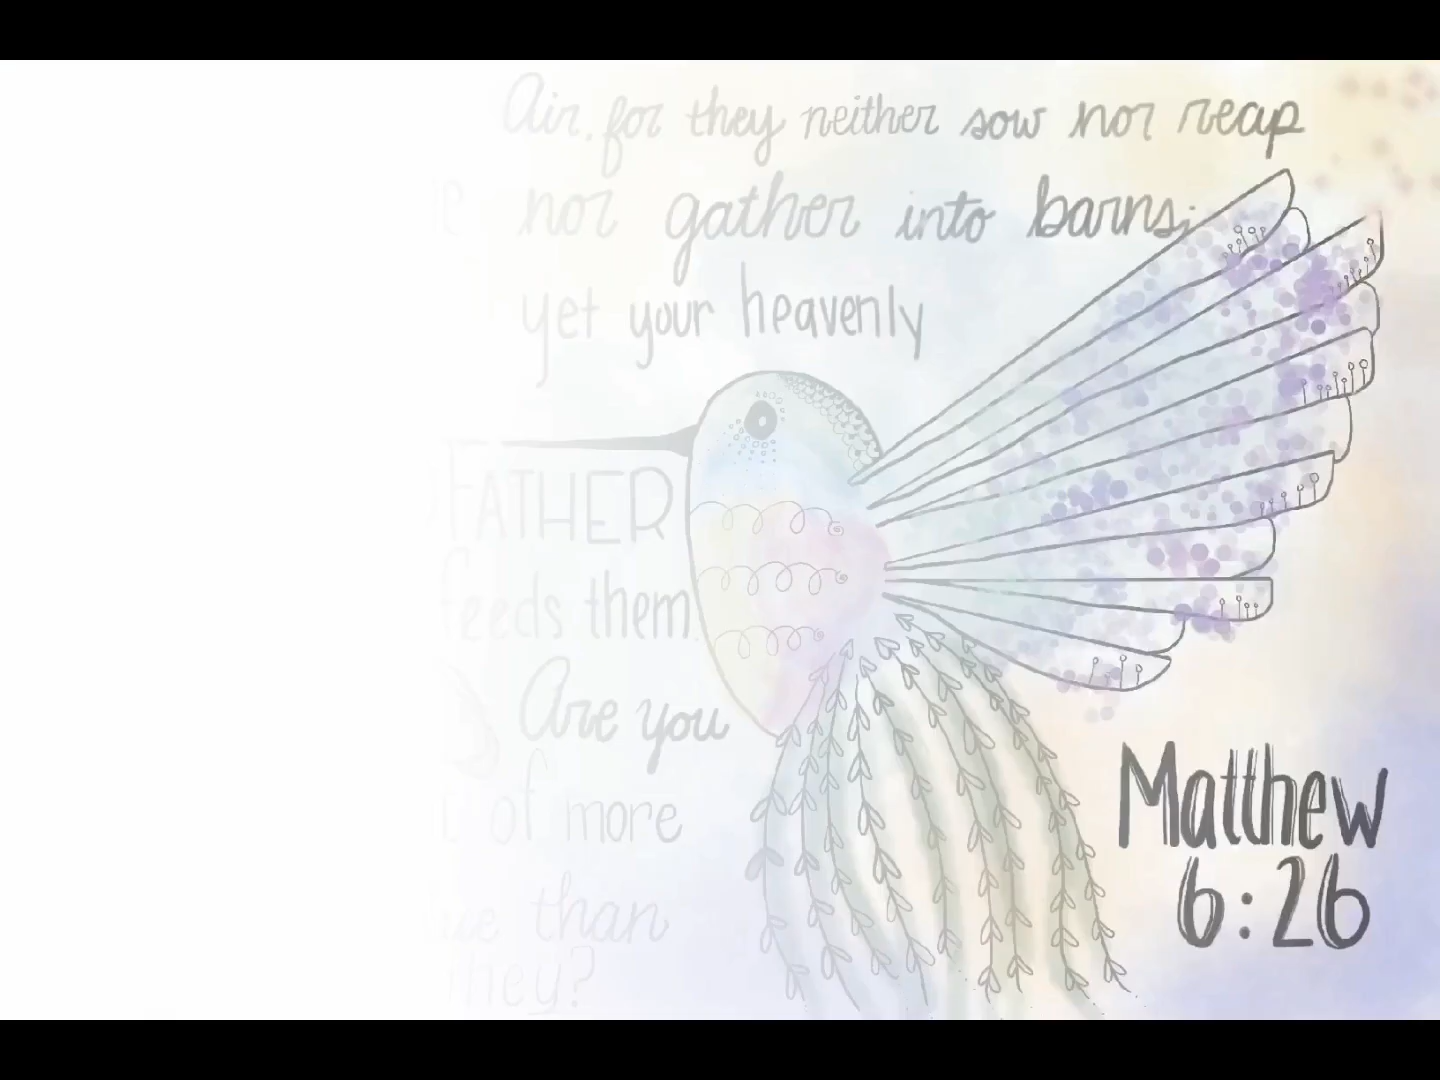 Air, for they neither sow nor reap
nor gather into barns;
yet your heavenly
FATHER
feeds them.
Are you
of more
than
they?
Matthew
6:26